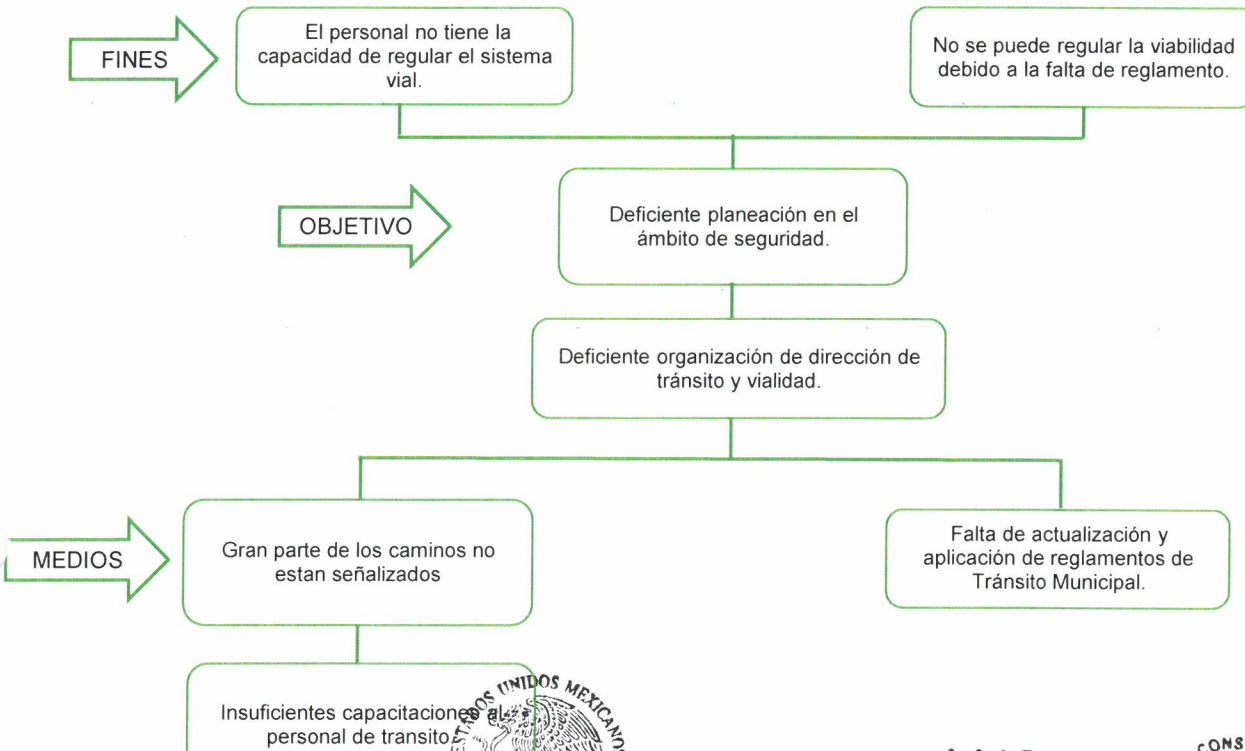 FINES
El personal no tiene la
capacidad de regular el sistema
vial.
No se puede regular la viabilidad
debido a la falta de reglamento.
OBJETIVO
Deficiente planeación en el
ámbito de seguridad.
Deficiente organización de dirección de
tránsito y vialidad.
MEDIOS
Gran parte de los caminos no
estan señalizados
Falta de actualización y
aplicación de reglamentos de
Tránsito Municipal.
Insuficientes capacitaciones al
personal de transito
UNIDOS MEXICANOS